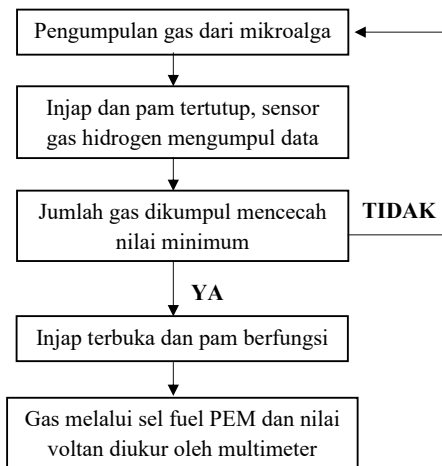 Pengumpulan gas dari mikroalga
Injap dan pam tertutup, sensor
gas hidrogen mengumpul data
Jumlah gas dikumpul mencecah
nilai minimum
TIDAK
YA
Injap terbuka dan pam berfungsi
Gas melalui sel fuel PEM dan nilai
voltan diukur oleh multimeter